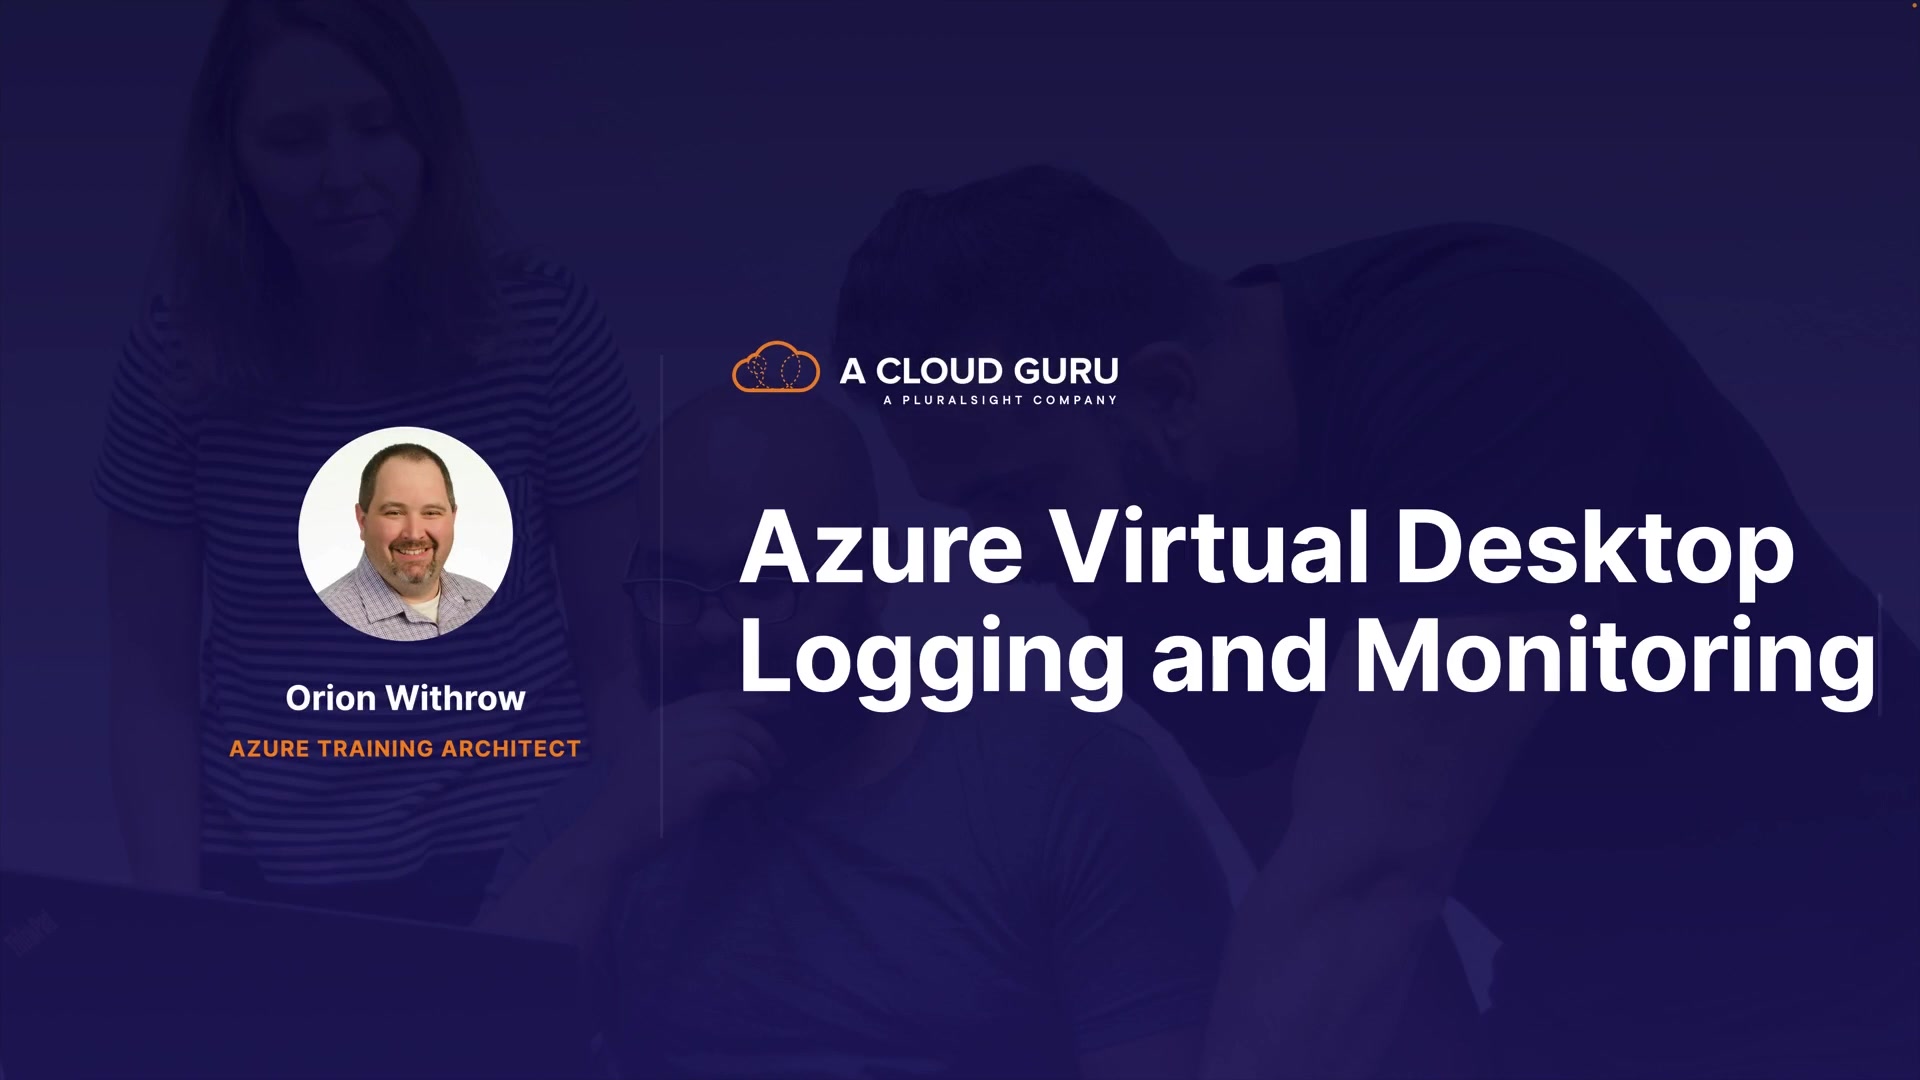 A CLOUD GURU
A PLURALSIGHT COMPANY
Azure Virtual Desktop
Logging and Monitoring
Orion Withrow
AZURE TRAINING ARCHITECT